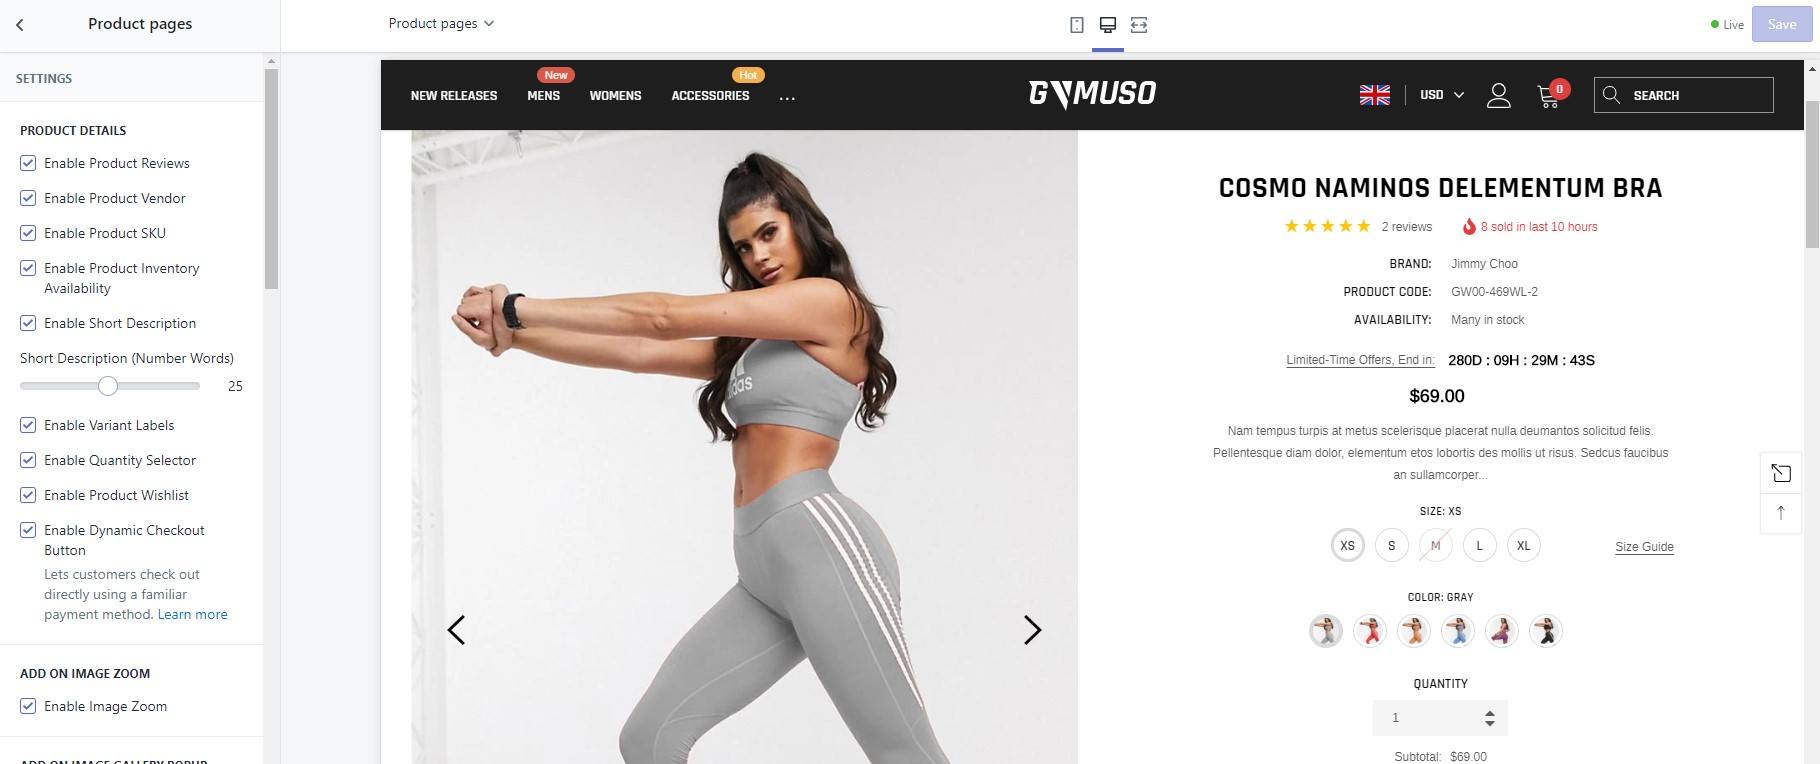 Product pages
SETTINGS
PRODUCT DETAILS
Enable Product Reviews
Enable Product Vendor
Enable Product SKU
Enable Product Inventory
Availability
Enable Short Description
Short Description (Number Words)
25
Enable Variant Labels
Enable Quantity Selector
Enable Product Wishlist
Enable Dynamic Checkout
Button
Lets customers check out
directly using a familiar
payment method. Learn more
ADD ON IMAGE ZOOM
Enable Image Zoom
ADD ON IMAGE GALLERY POPUP
Product pages
Live
Save
New
Hot
NEW RELEASES MENS WOMENS ACCESSORIES ...
GYMUSO
USD
0
SEARCH
adidas
COSMO NAMINOS DELEMENTUM BRA
2 reviews
8 sold in last 10 hours
BRAND: Jimmy Choo
PRODUCT CODE: GW00-469WL-2
AVAILABILITY: Many in stock
Limited-Time Offers, End in: 280D : 09H : 29M : 43S
$69.00
Nam tempus turpis at metus scelerisque placerat nulla deumantos solicitud felis.
Pellentesque diam dolor, elementum etos lobortis des mollis ut risus. Sedcus faucibus
an sullamcorper...
SIZE: XS
XS S M L XL
Size Guide
COLOR: GRAY
QUANTITY
1
Subtotal: $69.00